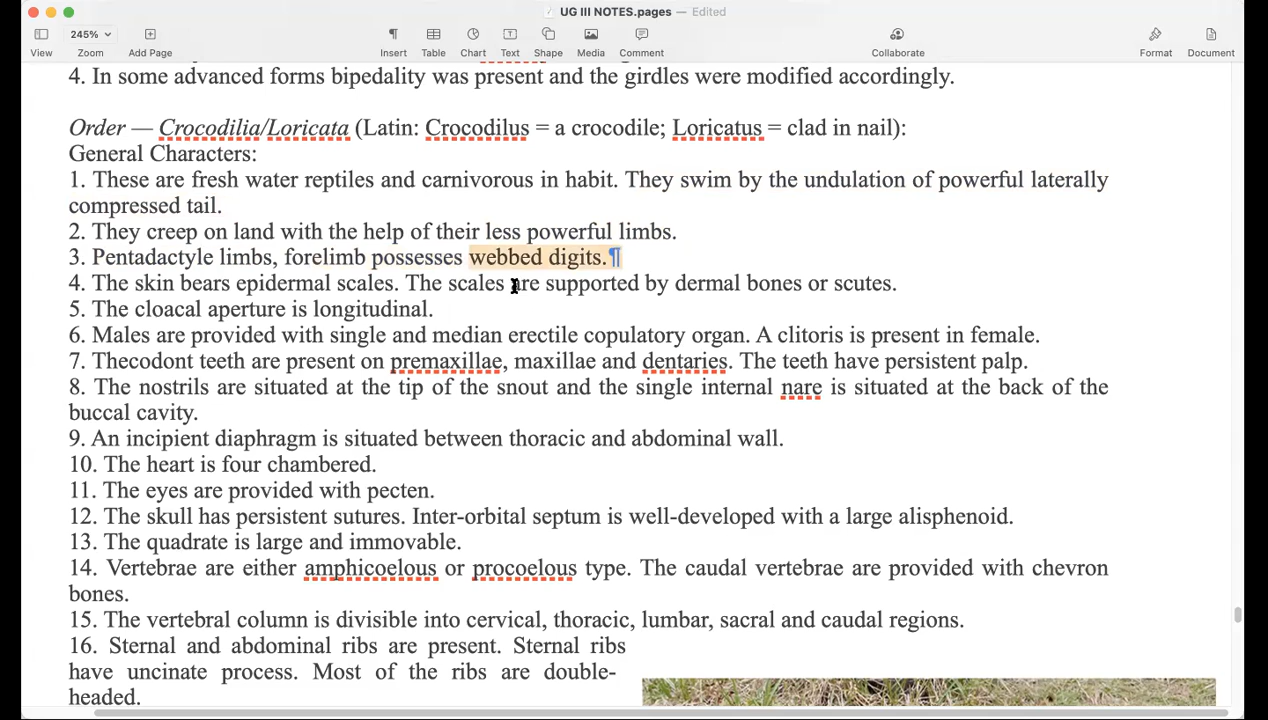 UG III NOTES.pages — Edited
245%
View
Zoom
Add Page
Insert
Table
Chart
Text
Shape
Media
Comment
Collaborate
Format
Document
4. In some advanced forms bipedality was present and the girdles were modified accordingly.
Order — Crocodilia/Loricata (Latin: Crocodilus = a crocodile; Loricatus = clad in nail):
General Characters:
1. These are fresh water reptiles and carnivorous in habit. They swim by the undulation of powerful laterally
compressed tail.
2. They creep on land with the help of their less powerful limbs.
3. Pentadactyle limbs, forelimb possesses webbed digits.¶
4. The skin bears epidermal scales. The scales are supported by dermal bones or scutes.
5. The cloacal aperture is longitudinal.
6. Males are provided with single and median erectile copulatory organ. A clitoris is present in female.
7. Thecodont teeth are present on premaxillae, maxillae and dentaries. The teeth have persistent palp.
8. The nostrils are situated at the tip of the snout and the single internal nare is situated at the back of the
buccal cavity.
9. An incipient diaphragm is situated between thoracic and abdominal wall.
10. The heart is four chambered.
11. The eyes are provided with pecten.
12. The skull has persistent sutures. Inter-orbital septum is well-developed with a large alisphenoid.
13. The quadrate is large and immovable.
14. Vertebrae are either amphicoelous or procoelous type. The caudal vertebrae are provided with chevron
bones.
15. The vertebral column is divisible into cervical, thoracic, lumbar, sacral and caudal regions.
16. Sternal and abdominal ribs are present. Sternal ribs
have uncinate process. Most of the ribs are double-
headed.